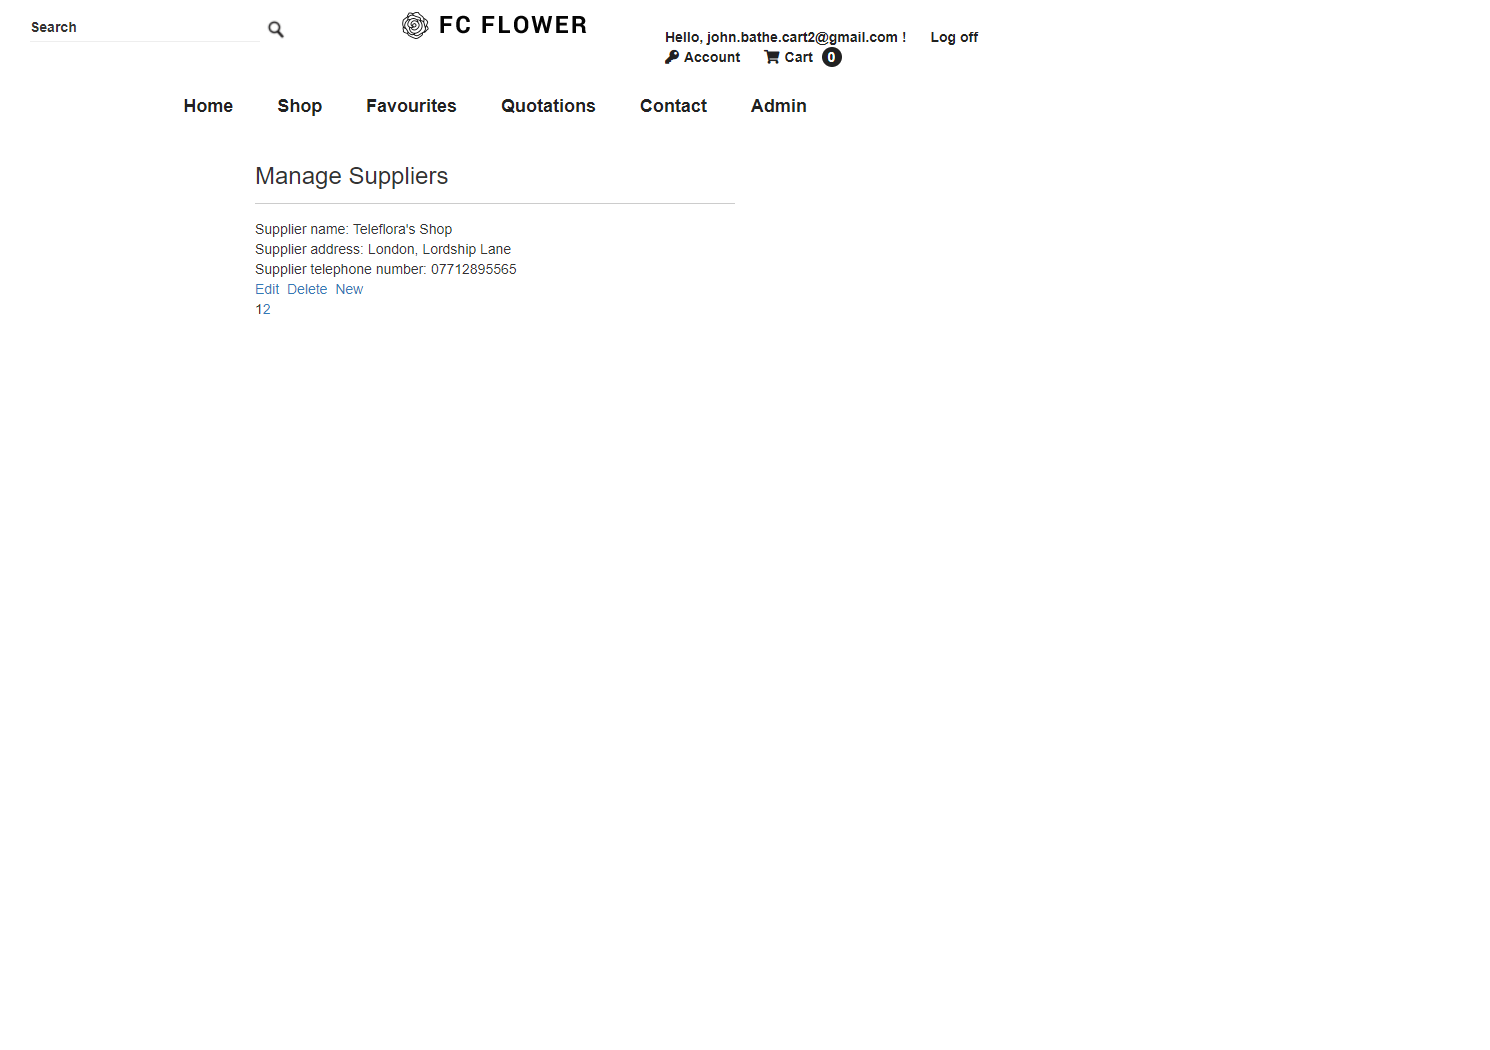 Search
FC FLOWER
Hello, john.bathe.cart2@gmail.com !   Log off
Account   Cart 0
Home   Shop   Favourites   Quotations   Contact   Admin
Manage Suppliers
Supplier name: Teleflora's Shop
Supplier address: London, Lordship Lane
Supplier telephone number: 07712895565
Edit Delete New
12